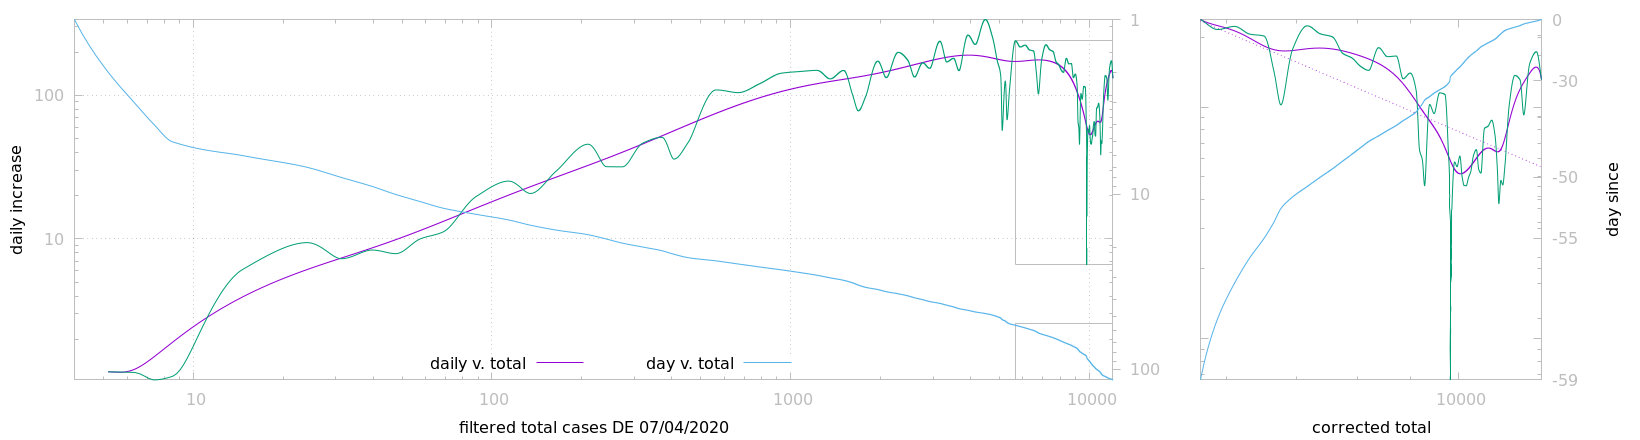 daily increase
100
10
10
100
1000
10000
1
10
100
daily v. total
day v. total
filtered total cases DE 07/04/2020
0
-30
-50
-55
-59
day since
10000
corrected total